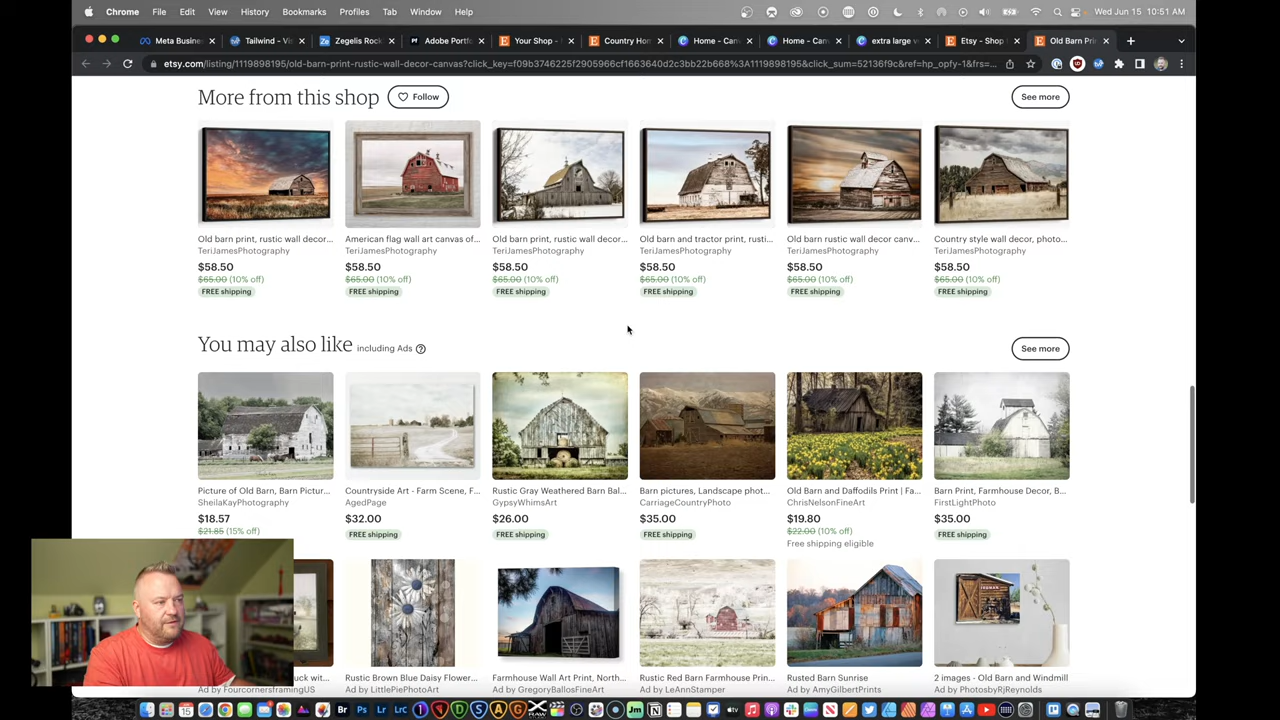 Chrome File Edit View History Bookmarks Profiles Tab Window Help Wed Jun 15 10:51 AM
Meta Busine Tailwind - Vi Zegelis Rock Adobe Portfo Your Shop - Country Hom Home - Can Home - Can extra large v Etsy - Shop Old Barn Prin
etsy.com/listing/1119898195/old-barn-print-rustic-wall-decor-canvas?click_key=f09b3746225f2905966cf1663640d2c3bb22b668%3A1119898195&click_sum=52136f9c&ref=hp_opfy-1&frs=...
More from this shop Follow See more
Old barn print, rustic wall decor... American flag wall art canvas of... Old barn print, rustic wall decor... Old barn and tractor print, rusti... Old barn rustic wall decor canv... Country style wall decor, photo...
TeriJamesPhotography TeriJamesPhotography TeriJamesPhotography TeriJamesPhotography TeriJamesPhotography TeriJamesPhotography
$58.50 $58.50 $58.50 $58.50 $58.50 $58.50
$65.00 (10% off) $65.00 (10% off) $65.00 (10% off) $65.00 (10% off) $65.00 (10% off) $65.00 (10% off)
FREE shipping FREE shipping FREE shipping FREE shipping FREE shipping FREE shipping
You may also like including Ads ? See more
Picture of Old Barn, Barn Pictur... Countryside Art - Farm Scene, F... Rustic Gray Weathered Barn Bal... Barn pictures, Landscape phot... Old Barn and Daffodils Print | Fa... Barn Print, Farmhouse Decor, B...
SheilaKayPhotography AgedPage GypsyWhimsArt CarriageCountryPhoto ChrisNelsonFineArt FirstLightPhoto
$18.57 $32.00 $26.00 $35.00 $19.80 $35.00
$21.85 (15% off) FREE shipping FREE shipping FREE shipping $22.00 (10% off) FREE shipping
Free shipping eligible
uck wit... Rustic Brown Blue Daisy Flower... Farmhouse Wall Art Print, North... Rustic Red Barn Farmhouse Prin... Rusted Barn Sunrise 2 images - Old Barn and Windmill
Ad by FourcornersframingUS Ad by LittlePiePhotoArt Ad by GregoryBallosFineArt Ad by LeAnnStamper Ad by AmyGilbertPrints Ad by PhotosbyRjReynolds